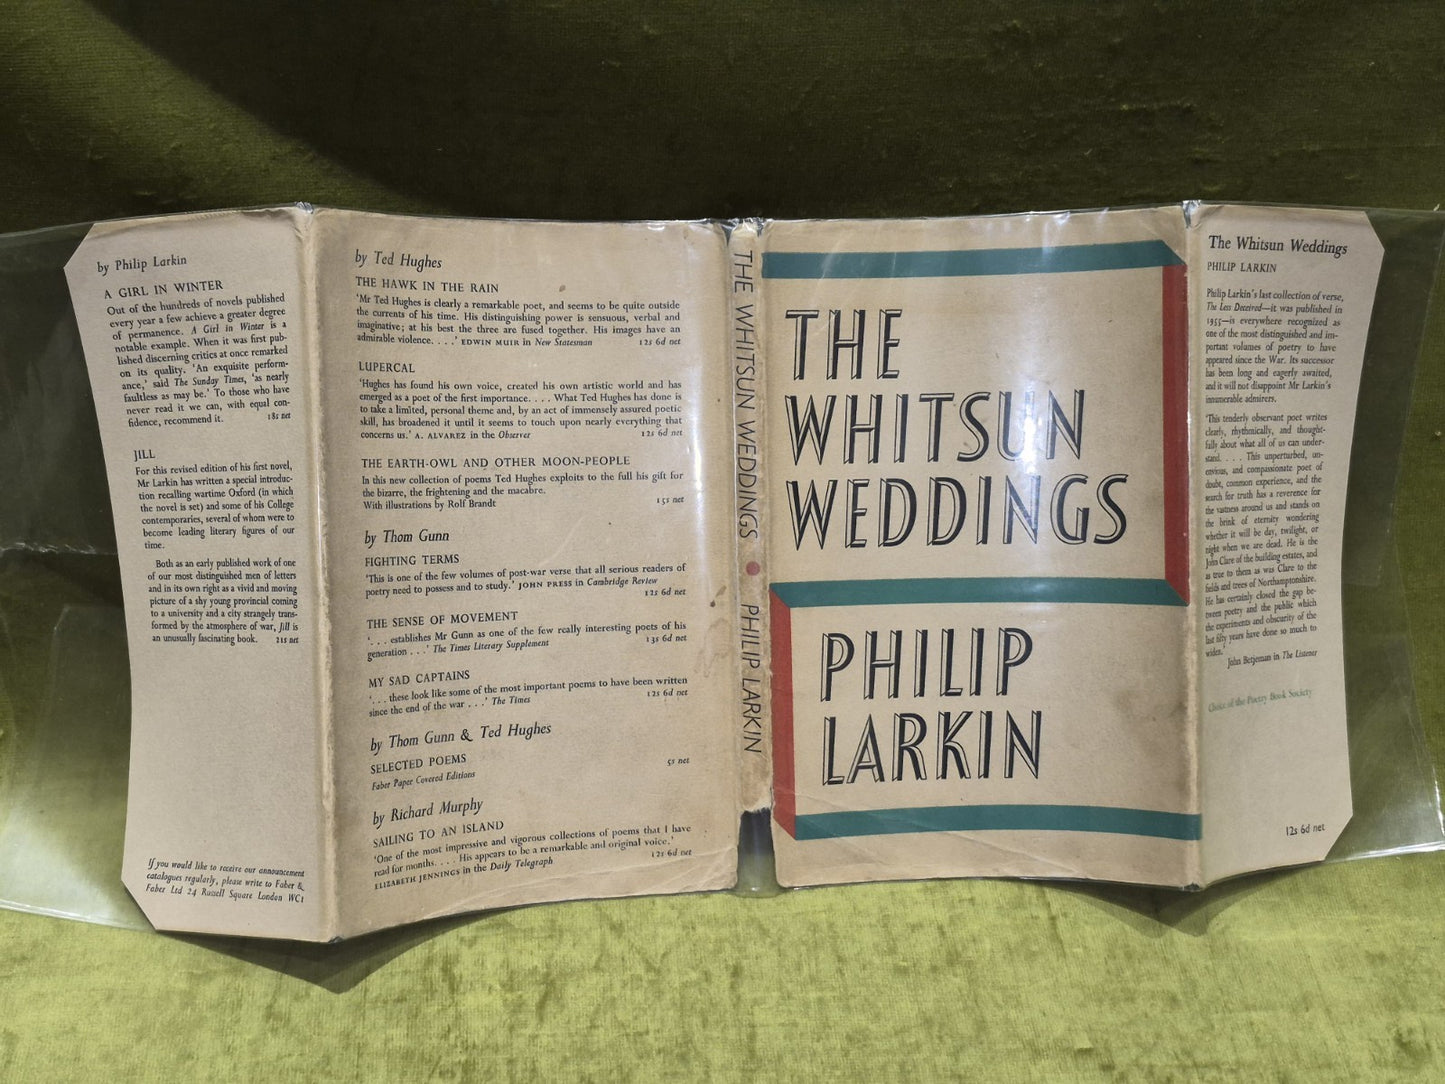 by Philip Larkin
A GIRL IN WINTER
Out of the hundreds of novels published
every year a few achieve a greater degree
of permanence. A Girl in Winter is a
notable example. When it was first pub-
lished discerning critics at once remarked
on its quality. 'An exquisite perform-
ance,' said The Sunday Times, 'as nearly
faultless as may be.' To those who have
never read it we can, with equal con-
fidence, recommend it. 18s net
JILL
For this revised edition of his first novel,
Mr Larkin has written a special introduc-
tion recalling wartime Oxford (in which
the novel is set) and some of his College
contemporaries, several of whom were to
become leading literary figures of our
time.
Both as an early published work of one
of our most distinguished men of letters
and in its own right as a vivid and moving
picture of a shy young provincial coming
to a university and a city strangely trans-
formed by the atmosphere of war, Jill is
an unusually fascinating book. 21s net
If you would like to receive our announcement
catalogues regularly, please write to Faber &
Faber Ltd 24 Russell Square London WC1
by Ted Hughes
THE HAWK IN THE RAIN
'Mr Ted Hughes is clearly a remarkable poet, and seems to be quite outside
the currents of his time. His distinguishing power is sensuous, verbal and
imaginative; at his best the three are fused together. His images have an
admirable violence. . . .' EDWIN MUIR in New Statesman 12s 6d net
LUPERCAL
'Hughes has found his own voice, created his own artistic world and has
emerged as a poet of the first importance. . . . What Ted Hughes has done is
to take a limited, personal theme and, by an act of immensely assured poetic
skill, has broadened it until it seems to touch upon nearly everything that
concerns us.' A. ALVAREZ in the Observer 12s 6d net
THE EARTH-OWL AND OTHER MOON-PEOPLE
In this new collection of poems Ted Hughes exploits to the full his gift for
the bizarre, the frightening and the macabre.
With illustrations by Rolf Brandt 15s net
by Thom Gunn
FIGHTING TERMS
'This is one of the few volumes of post-war verse that all serious readers of
poetry need to possess and to study.' JOHN PRESS in Cambridge Review
12s 6d net
THE SENSE OF MOVEMENT
'. . . establishes Mr Gunn as one of the few really interesting poets of his
generation . . .' The Times Literary Supplement 13s 6d net
MY SAD CAPTAINS
'. . . these look like some of the most important poems to have been written
since the end of the war . . .' The Times 12s 6d net
by Thom Gunn & Ted Hughes
SELECTED POEMS
Faber Paper Covered Editions 5s net
by Richard Murphy
SAILING TO AN ISLAND
'One of the most impressive and vigorous collections of poems that I have
read for months. . . . His appears to be a remarkable and original voice.'
ELIZABETH JENNINGS in the Daily Telegraph 12s 6d net
THE WHITSUN WEDDINGS PHILIP LARKIN
THE
WHITSUN
WEDDINGS
PHILIP
LARKIN
The Whitsun Weddings
PHILIP LARKIN
Philip Larkin's last collection of verse,
The Less Deceived—it was published in
1955—is everywhere recognized as
one of the most distinguished and im-
portant volumes of poetry to have
appeared since the War. Its successor
has been long and eagerly awaited,
and it will not disappoint Mr Larkin's
innumerable admirers.
'This tenderly observant poet writes
clearly, rhythmically, and thought-
fully about what all of us can under-
stand. . . . This unperturbed, un-
envious, and compassionate poet of
doubt, common experience, and the
search for truth has a reverence for
the vastness around us and stands on
the brink of eternity wondering
whether it will be day, twilight, or
night when we are dead. He is the
John Clare of the building estates, and
as true to them as was Clare to the
fields and trees of Northamptonshire.
He has certainly closed the gap be-
tween poetry and the public which
the experiments and obscurity of the
last fifty years have done so much to
widen.'
John Betjeman in The Listener
Choice of the Poetry Book Society
12s 6d net